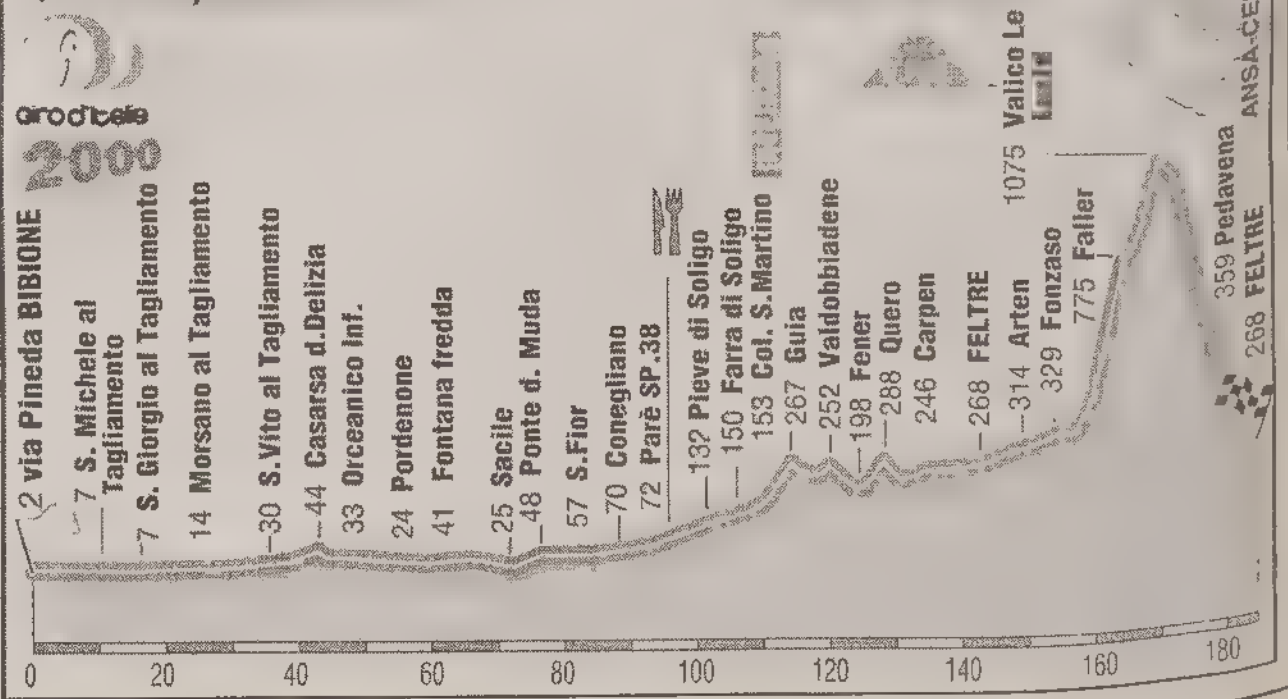 giro d'italia
2000
2 via Pineda BIBIONE
7 S. Michele al
Tagliamento
7 S. Giorgio al Tagliamento
14 Morsano al Tagliamento
30 S.Vito al Tagliamento
44 Casarsa d.Delizia
33 Orceanico Inf.
24 Pordenone
41 Fontana fredda
25 Sacile
48 Ponte d. Muda
57 S.Fior
70 Conegliano
72 Parè SP.38
132 Pieve di Soligo
150 Farra di Soligo
153 Col. S.Martino
267 Guia
252 Valdobbiadene
198 Fener
288 Quero
246 Carpen
268 FELTRE
314 Arten
329 Fonzaso
775 Faller
1075 Valico Le
359 Pedavena
268 FELTRE
ANSA-CE
0 20 40 60 80 100 120 140 160 180